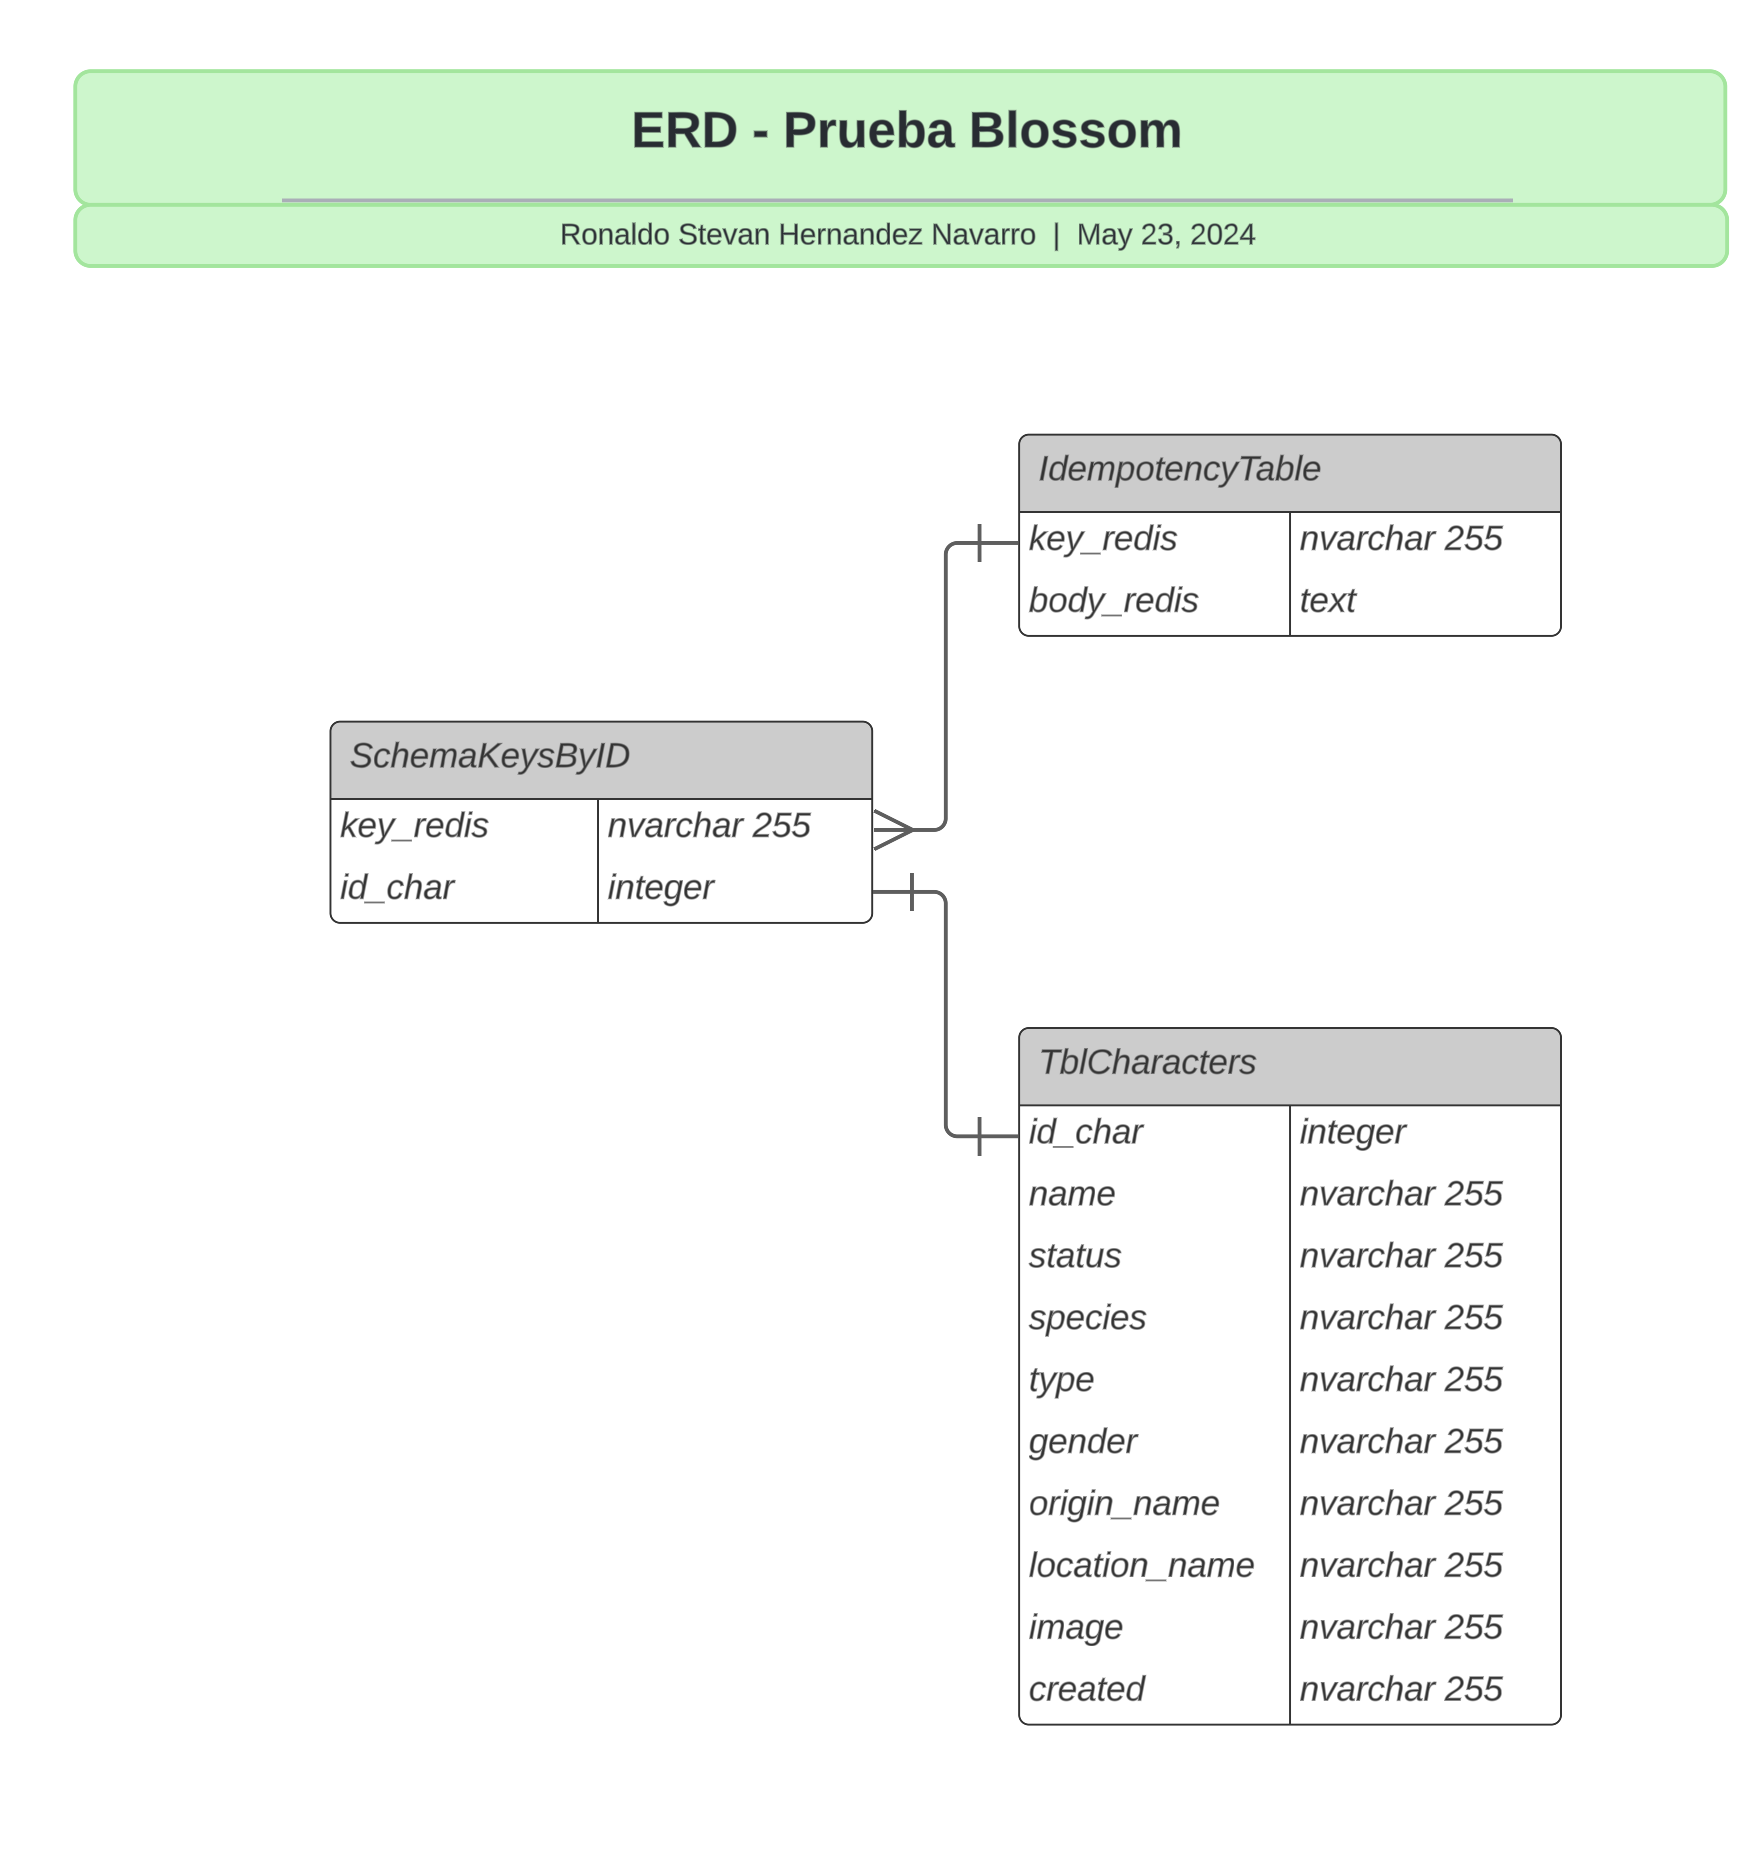 ERD - Prueba Blossom
Ronaldo Stevan Hernandez Navarro | May 23, 2024
IdempotencyTable
key_redis nvarchar 255
body_redis text
SchemaKeysByID
key_redis nvarchar 255
id_char integer
TblCharacters
id_char integer
name nvarchar 255
status nvarchar 255
species nvarchar 255
type nvarchar 255
gender nvarchar 255
origin_name nvarchar 255
location_name nvarchar 255
image nvarchar 255
created nvarchar 255